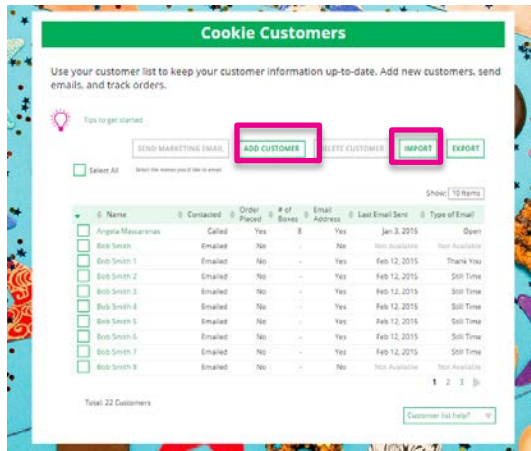 Cookie Customers
Use your customer list to keep your customer information up-to-date. Add new customers, send
emails, and track orders.
Tips to get started
SEND MARKETING EMAIL ADD CUSTOMER DELETE CUSTOMER IMPORT EXPORT
Select All Select the names you'd like to email
Show: 10 Items
Name Contacted Order Placed # of Boxes Email Address Last Email Sent Type of Email
Angela Mascarenas Called Yes 8 Yes Jan 3, 2015 Open
Bob Smith Emailed No - No Not Available Not Available
Bob Smith 1 Emailed No - Yes Feb 12, 2015 Thank You
Bob Smith 2 Emailed No - Yes Feb 12, 2015 Still Time
Bob Smith 3 Emailed No - Yes Feb 12, 2015 Still Time
Bob Smith 4 Emailed No - Yes Feb 12, 2015 Still Time
Bob Smith 5 Emailed No - Yes Feb 12, 2015 Still Time
Bob Smith 6 Emailed No - Yes Feb 12, 2015 Still Time
Bob Smith 7 Emailed No - Yes Feb 12, 2015 Still Time
Bob Smith 8 Emailed No - No Not Available Not Available
1 2 3
Total: 22 Customers
Customer list help?